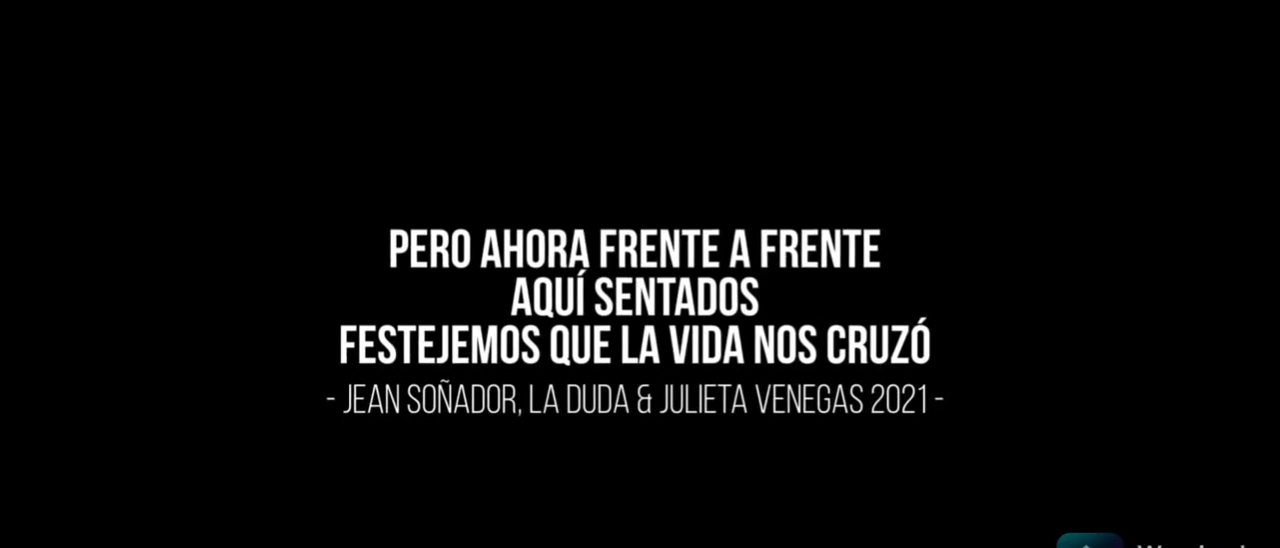 PERO AHORA FRENTE A FRENTE
AQUÍ SENTADOS
FESTEJEMOS QUE LA VIDA NOS CRUZÓ
- JEAN SOÑADOR, LA DUDA & JULIETA VENEGAS 2021 -